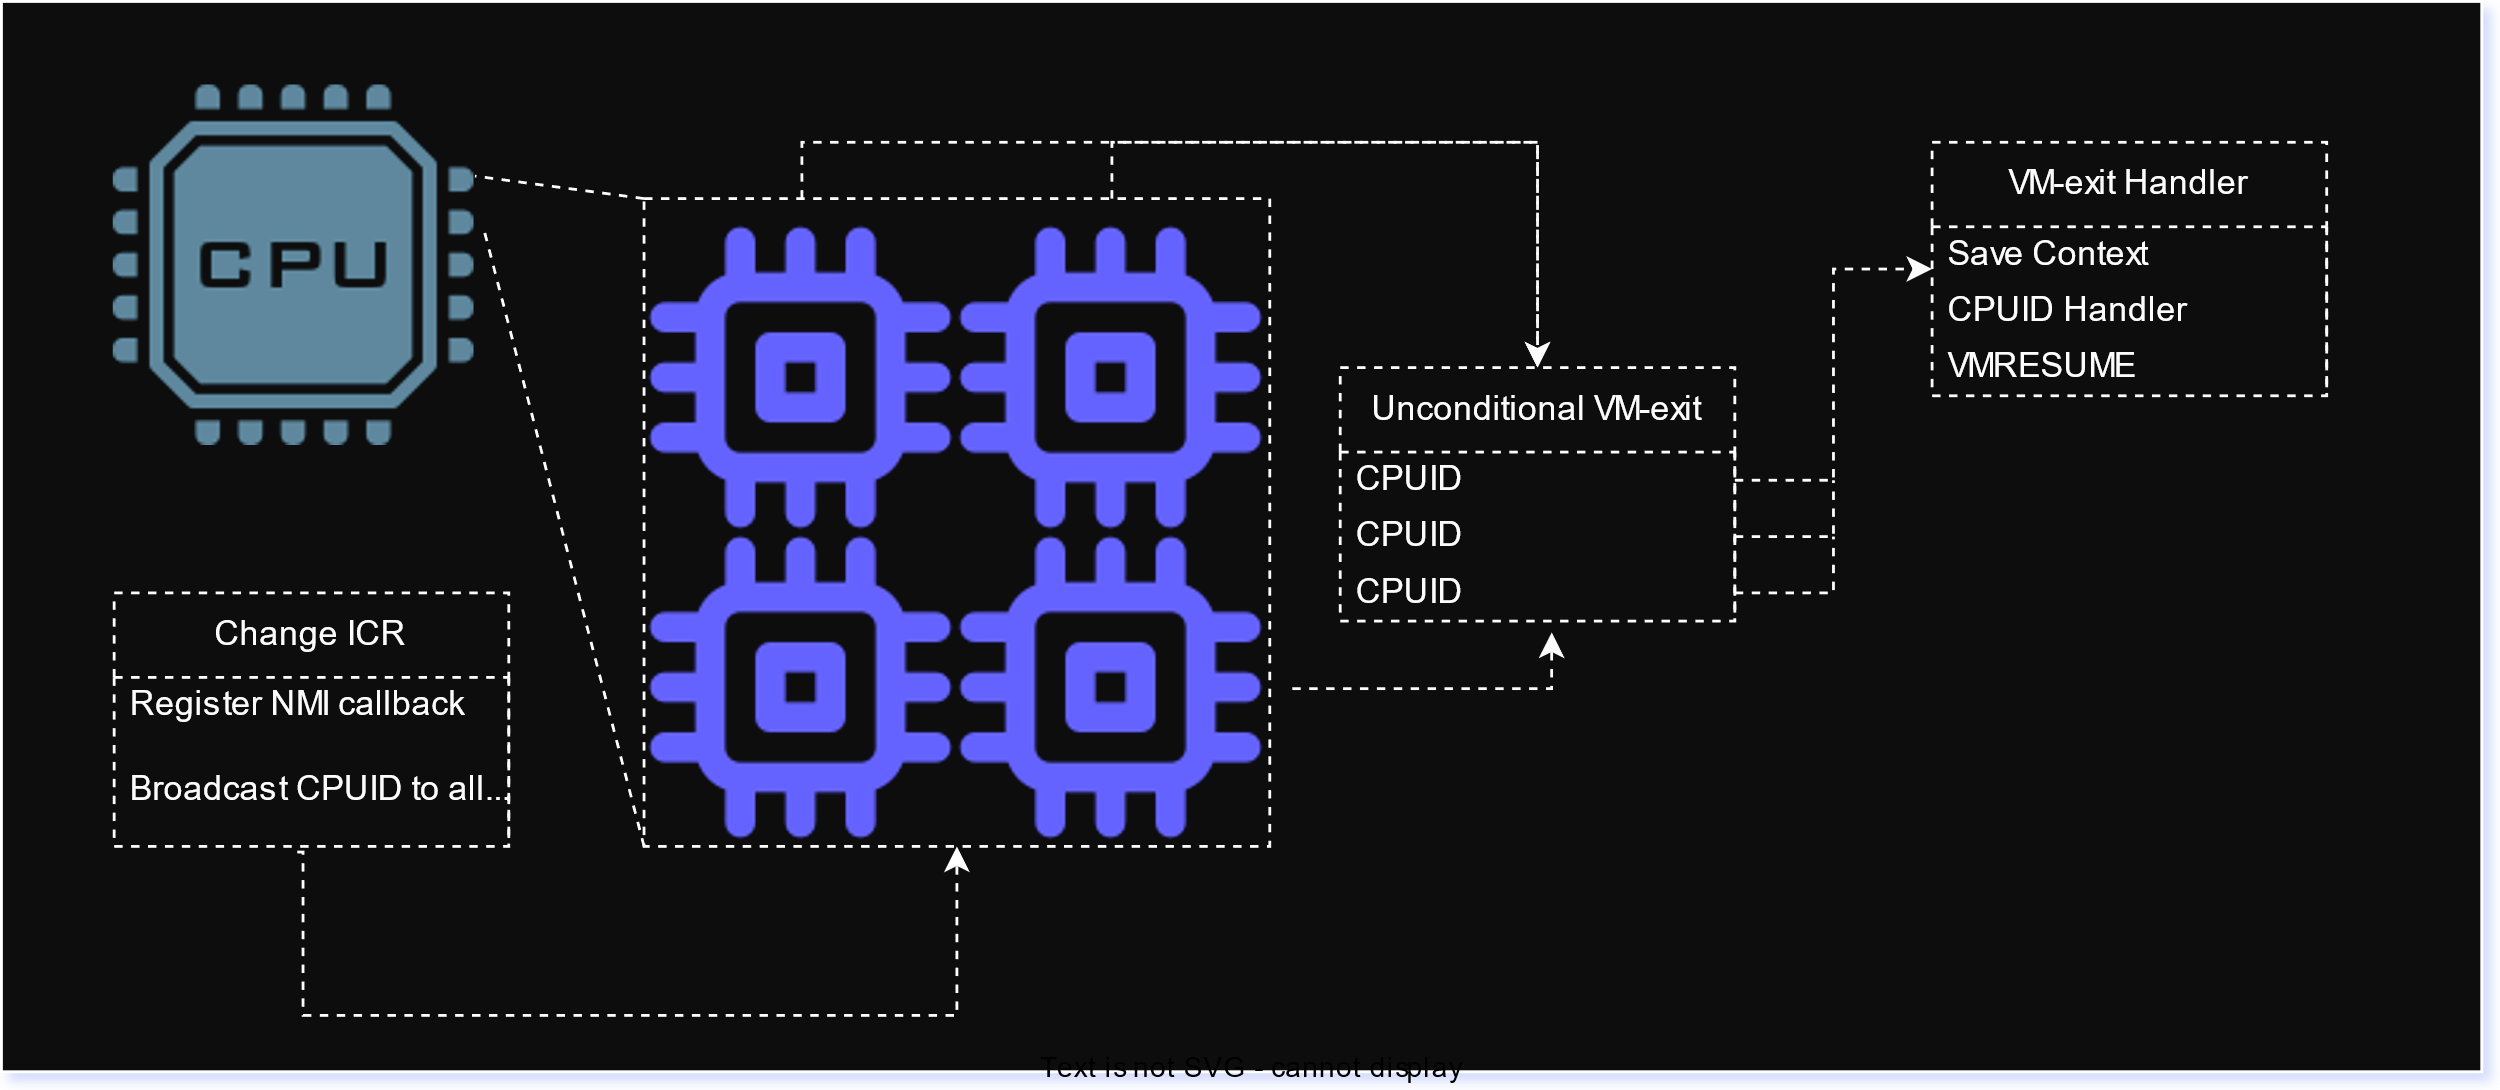 CPU
VM-exit Handler
Save Context
CPUID Handler
VMRESUME
Unconditional VM-exit
CPUID
CPUID
CPUID
Change ICR
Register NMI callback
Broadcast CPUID to all...
Text is not SVG - cannot display